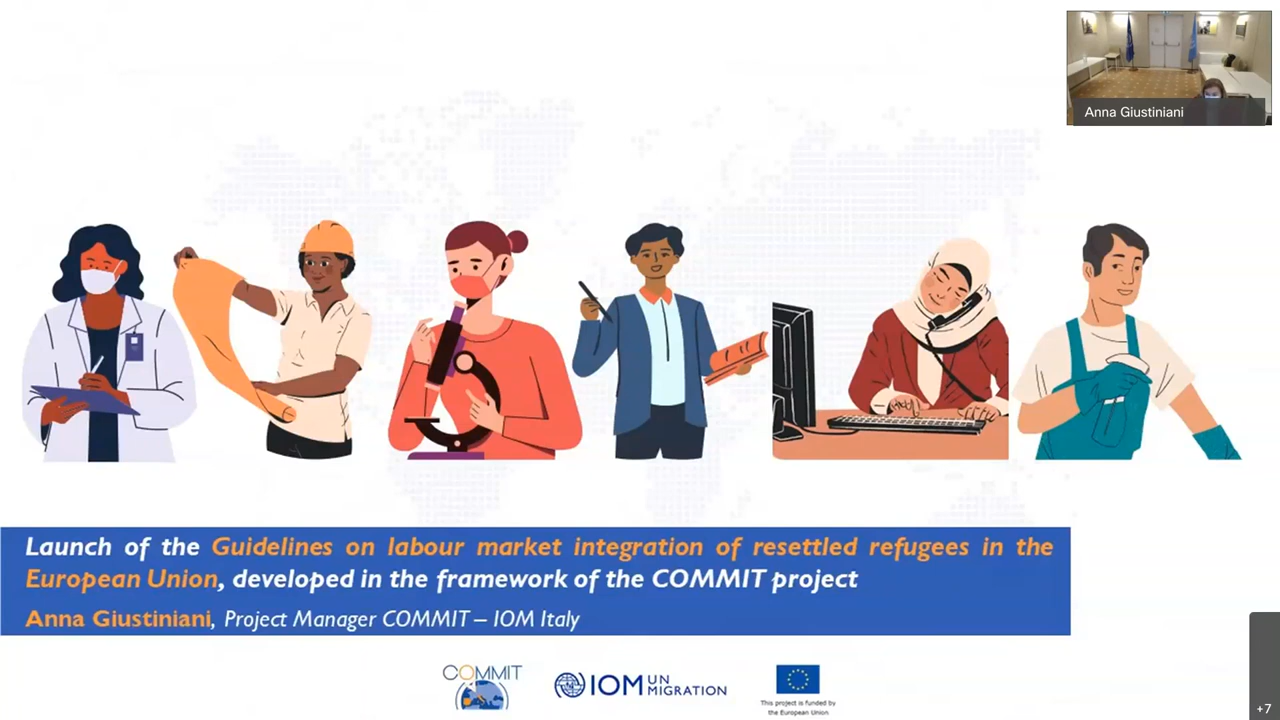 Anna Giustiniani
Launch of the Guidelines on labour market integration of resettled refugees in the
European Union, developed in the framework of the COMMIT project
Anna Giustiniani, Project Manager COMMIT – IOM Italy
COMMIT
IOM UN MIGRATION
This project is funded by
the European Union
+7